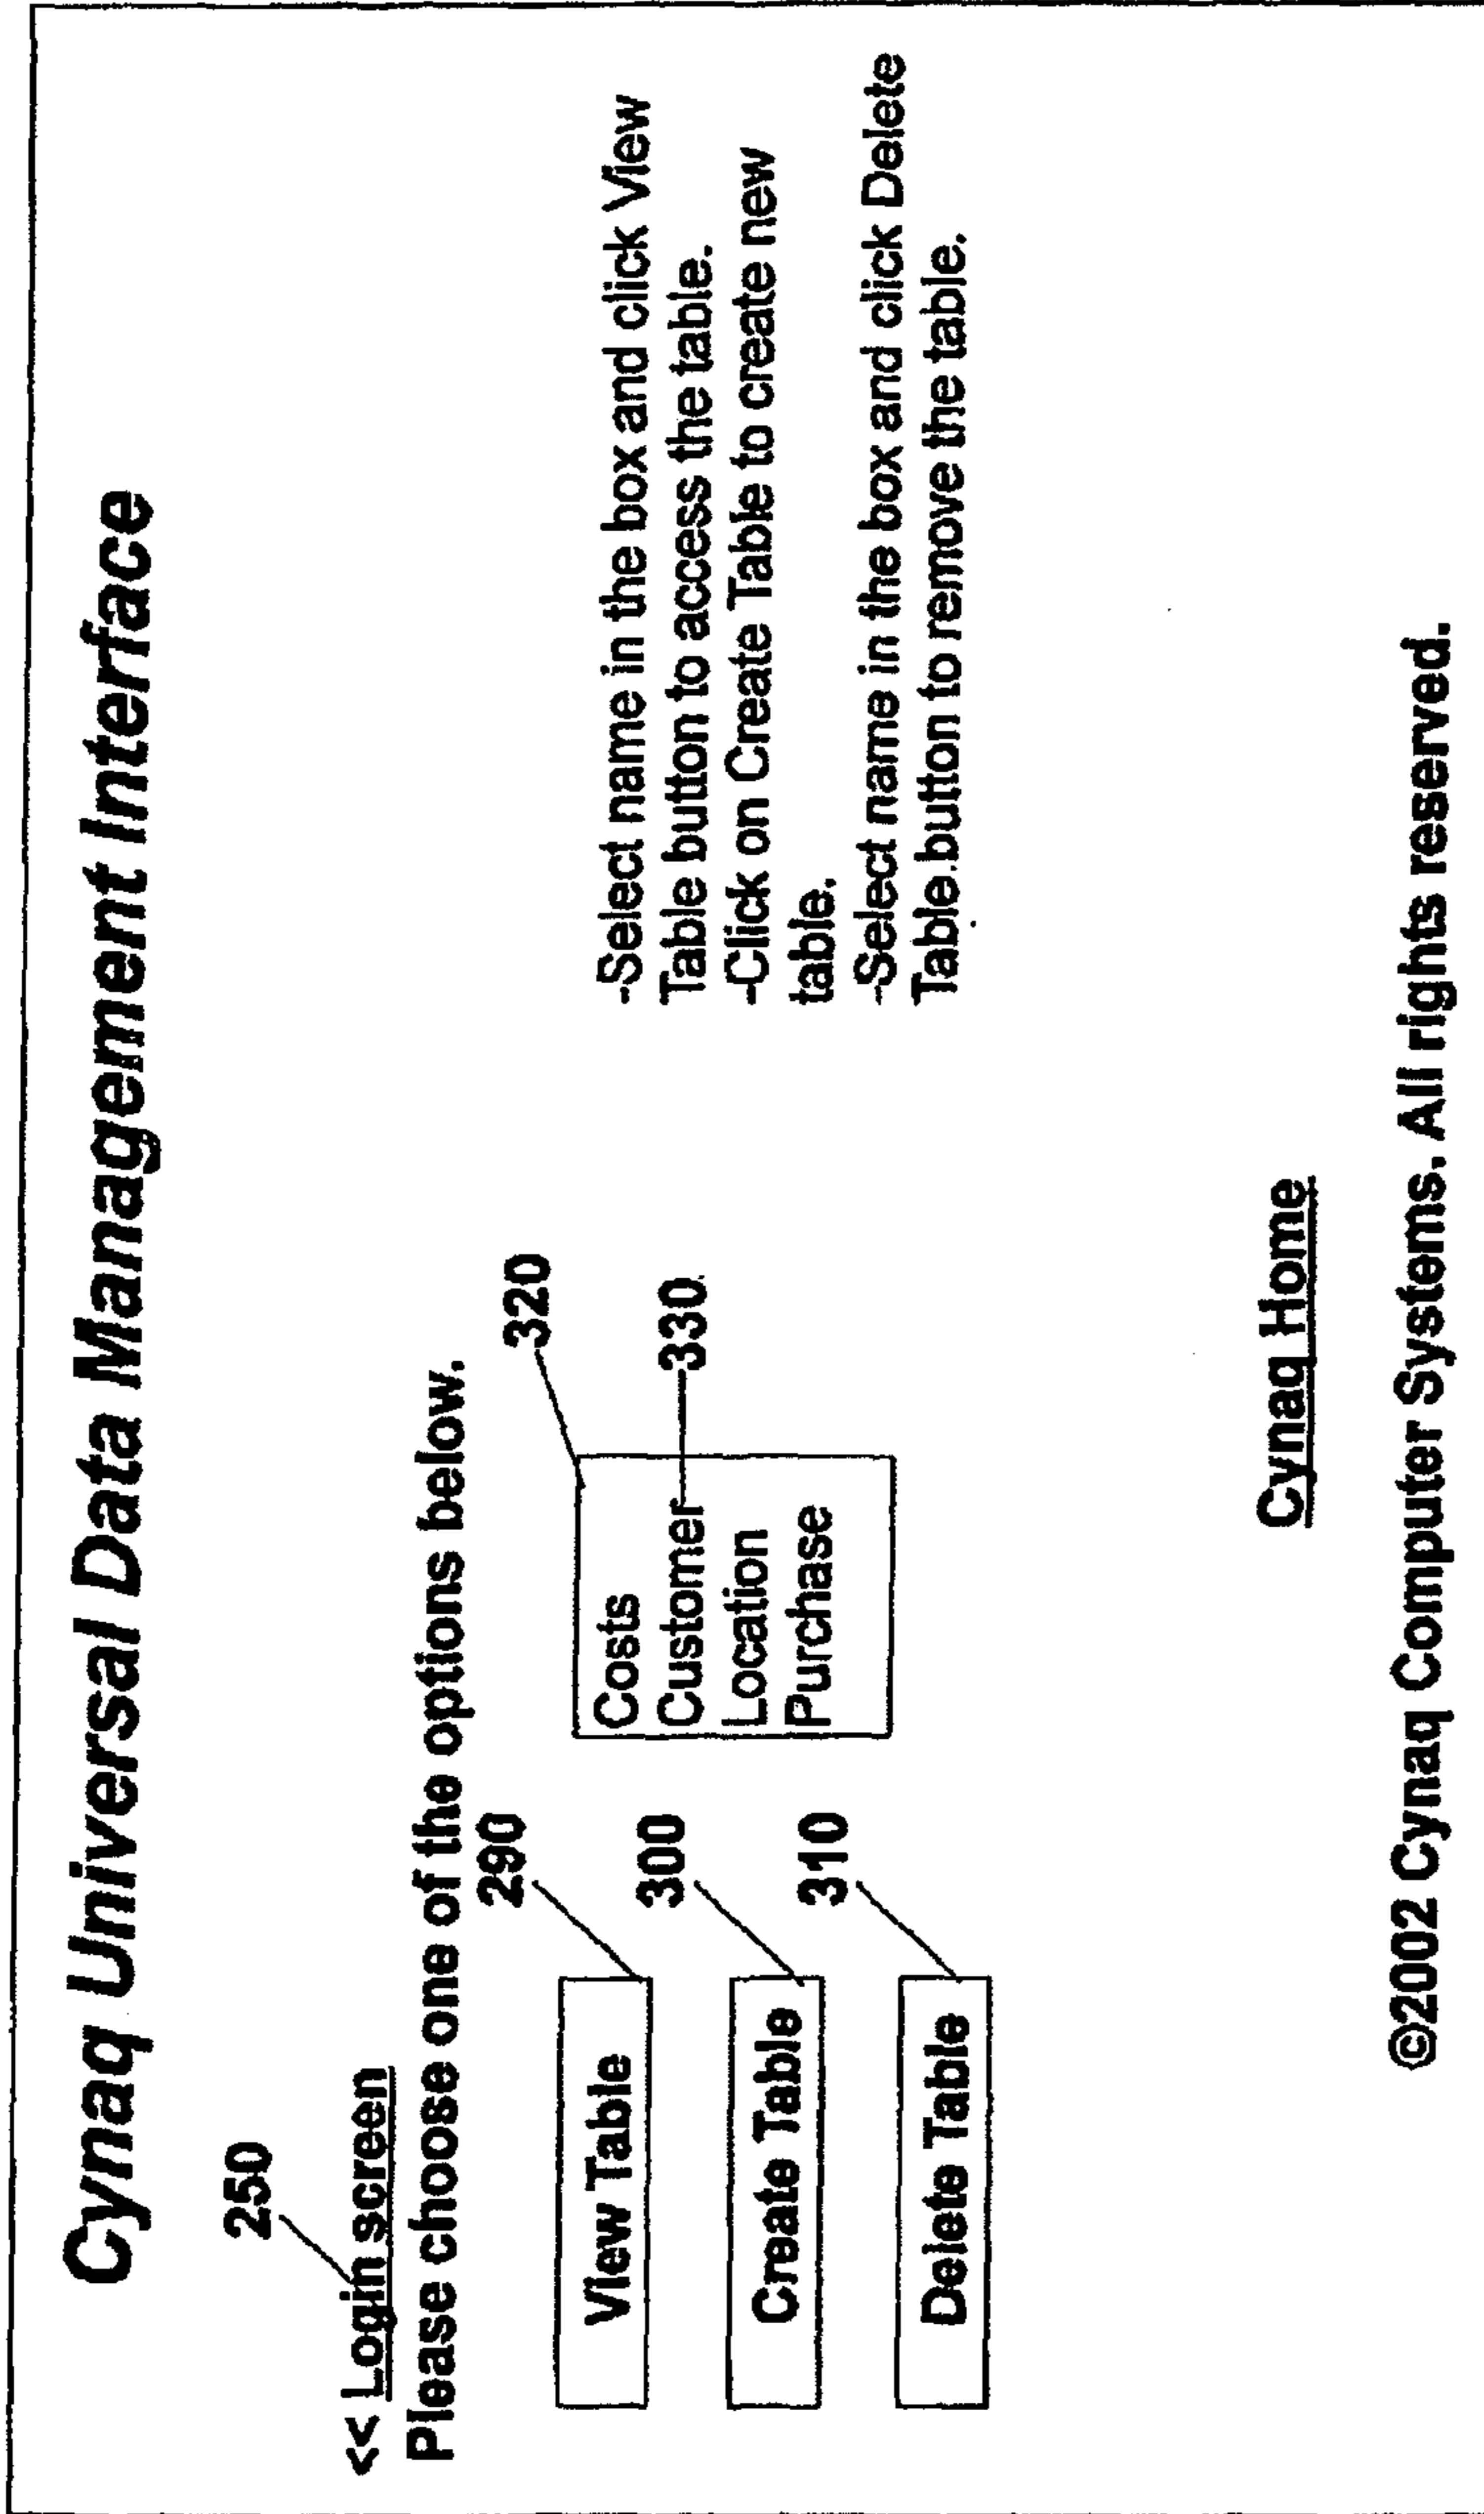 Cynaq Universal Data Management Interface
250
<< Login screen
Please choose one of the options below.
290
View Table
300
Create Table
310
Delete Table
320
Costs
Customer
330
Location
Purchase
-Select name in the box and click View
Table button to access the table.
-Click on Create Table to create new
table.
-Select name in the box and click Delete
Table.button to remove the table.
Cynaq Home
©2002 Cynaq Computer Systems. All rights reserved.